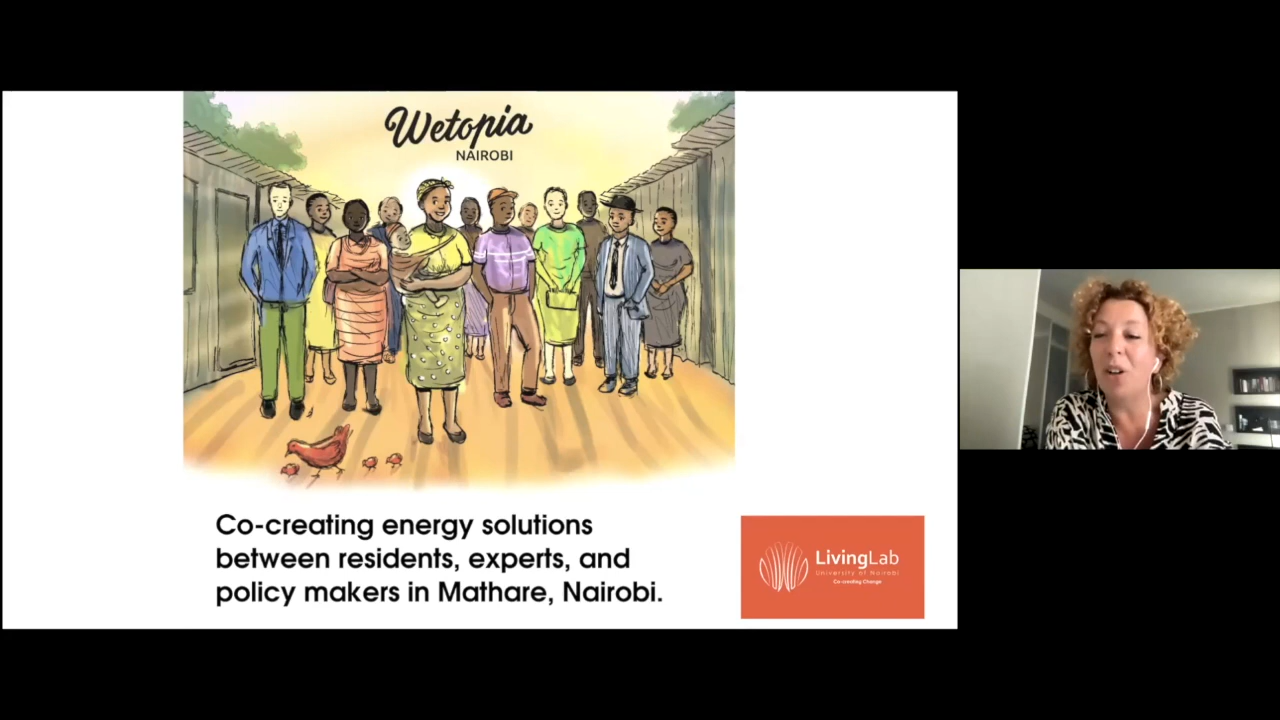 Wetopia
NAIROBI
Co-creating energy solutions
between residents, experts, and
policy makers in Mathare, Nairobi.
LivingLab
University of Nairobi
Co-creating Change